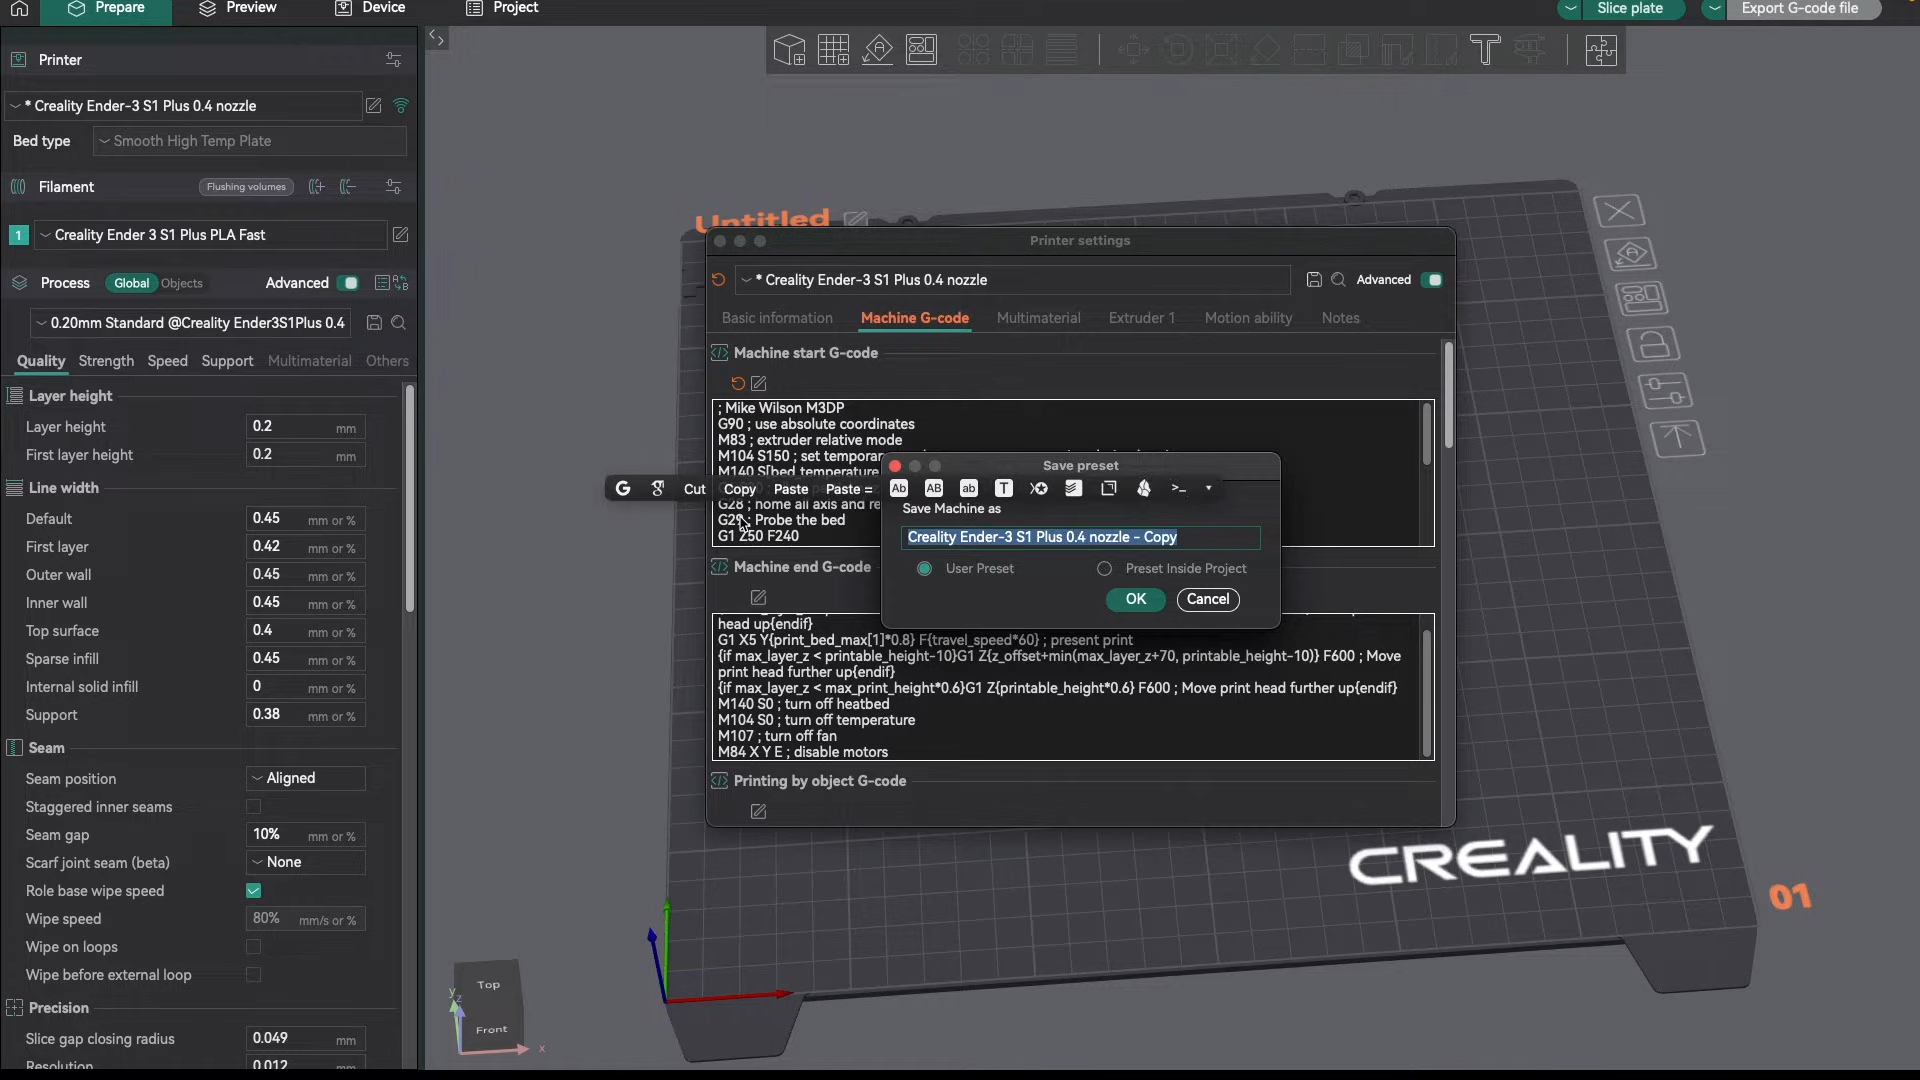 Prepare
Preview
Device
Project
Slice plate
Export G-code file
Printer
* Creality Ender-3 S1 Plus 0.4 nozzle
Bed type
Smooth High Temp Plate
Filament
Flushing volumes
1
Creality Ender 3 S1 Plus PLA Fast
Process
Global
Objects
Advanced
0.20mm Standard @Creality Ender3S1Plus 0.4
Quality
Strength
Speed
Support
Multimaterial
Others
Layer height
Layer height 0.2 mm
First layer height 0.2 mm
Line width
Default 0.45 mm or %
First layer 0.42 mm or %
Outer wall 0.45 mm or %
Inner wall 0.45 mm or %
Top surface 0.4 mm or %
Sparse infill 0.45 mm or %
Internal solid infill 0 mm or %
Support 0.38 mm or %
Seam
Seam position Aligned
Staggered inner seams
Seam gap 10% mm or %
Scarf joint seam (beta) None
Role base wipe speed
Wipe speed 80% mm/s or %
Wipe on loops
Wipe before external loop
Precision
Slice gap closing radius 0.049 mm
Resolution 0.012 mm
Untitled
Printer settings
* Creality Ender-3 S1 Plus 0.4 nozzle
Advanced
Basic information
Machine G-code
Multimaterial
Extruder 1
Motion ability
Notes
Machine start G-code
; Mike Wilson M3DP
G90 ; use absolute coordinates
M83 ; extruder relative mode
M104 S150 ; set temporar
M140 S[bed_temperature
G28 ; home all axis and re
G29 ; Probe the bed
G1 Z50 F240
Cut
Copy
Paste
Paste =
Ab
AB
ab
T
>_
Save preset
Save Machine as
Creality Ender-3 S1 Plus 0.4 nozzle - Copy
User Preset
Preset Inside Project
OK
Cancel
Machine end G-code
head up{endif}
G1 X5 Y{print_bed_max[1]*0.8} F{travel_speed*60} ; present print
{if max_layer_z < printable_height-10}G1 Z{z_offset+min(max_layer_z+70, printable_height-10)} F600 ; Move
print head further up{endif}
{if max_layer_z < max_print_height*0.6}G1 Z{printable_height*0.6} F600 ; Move print head further up{endif}
M140 S0 ; turn off heatbed
M104 S0 ; turn off temperature
M107 ; turn off fan
M84 X Y E ; disable motors
Printing by object G-code
CREALITY
01
Top
Front
y
z
x